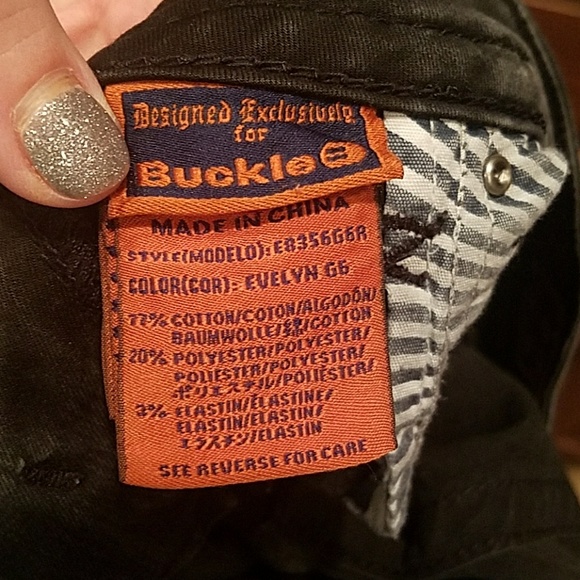 Designed Exclusively
for
Buckle B
MADE IN CHINA
STYLE(MODELO): E8356G6R
COLOR(COR): EVELYN G6
77% COTTON/COTON/ALGODÓN/
BAUMWOLLE/綿/COTTON
20% POLYESTER/POLYESTER/
POLIESTER/POLYESTER/
ポリエステル/POLIÉSTER/
3% ELASTIN/ÉLASTINE/
ELASTIN/ELASTIN/
エラスチン/ELASTIN
SEE REVERSE FOR CARE